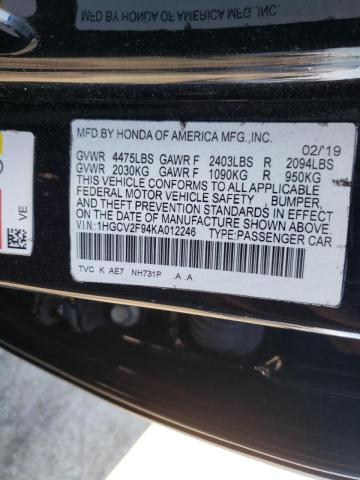 MFD.BY HONDA OF AMERICA MFG.,INC.
MFD.BY HONDA OF AMERICA MFG.,INC. 02/19
GVWR 4475LBS GAWR F 2403LBS R 2094LBS
GVWR 2030KG GAWR F 1090KG R 950KG
THIS VEHICLE CONFORMS TO ALL APPLICABLE
FEDERAL MOTOR VEHICLE SAFETY, BUMPER,
AND THEFT PREVENTION STANDARDS IN EFFECT
ON THE DATE OF MANUFACTURE SHOWN ABOVE.
V.I.N:1HGCV2F94KA012246 TYPE:PASSENGER CAR
TVC K AE7 NH731P .A .A
VE